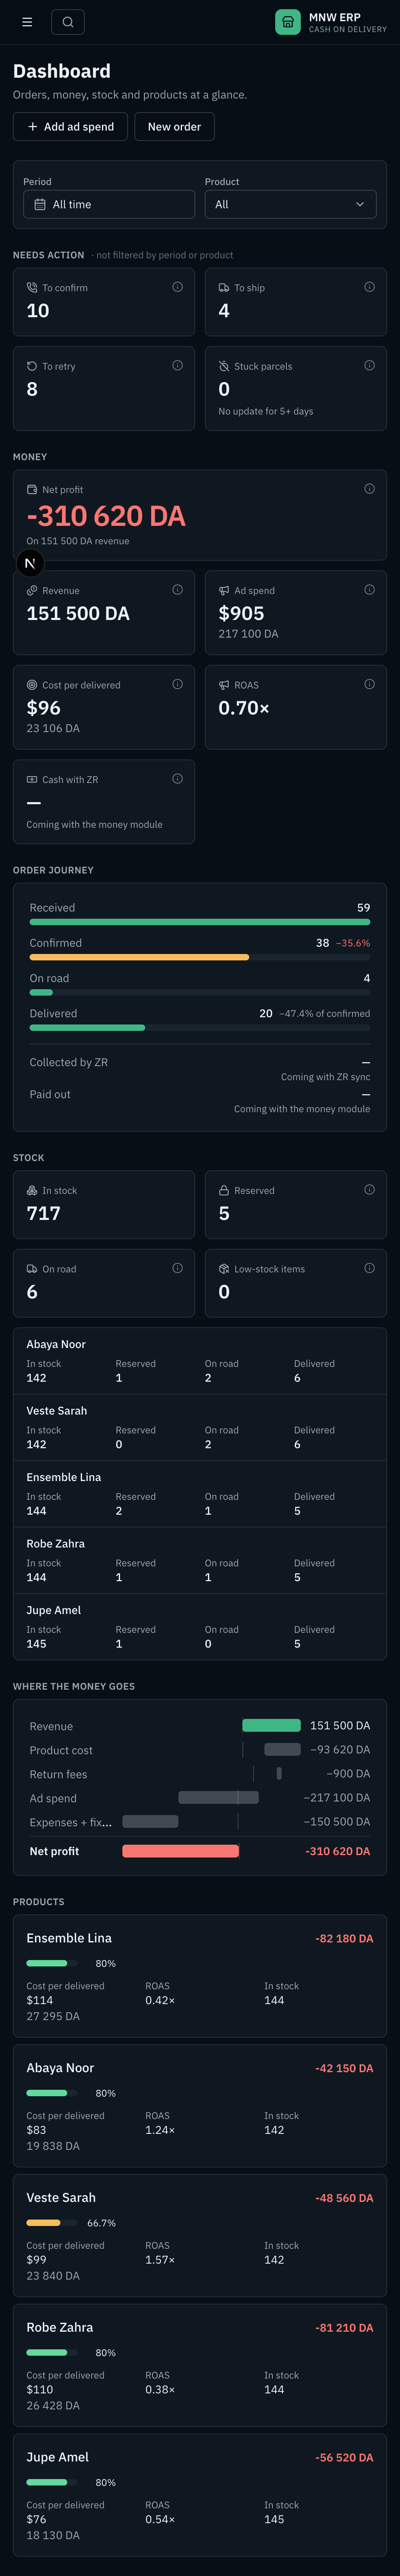 MNW ERP
CASH ON DELIVERY
Dashboard
Orders, money, stock and products at a glance.
+ Add ad spend
New order
Period
Product
All time
All
NEEDS ACTION · not filtered by period or product
To confirm
10
To ship
4
To retry
8
Stuck parcels
0
No update for 5+ days
MONEY
Net profit
-310 620 DA
On 151 500 DA revenue
N
Revenue
151 500 DA
Ad spend
$905
217 100 DA
Cost per delivered
$96
23 106 DA
ROAS
0.70×
Cash with ZR
—
Coming with the money module
ORDER JOURNEY
Received 59
Confirmed 38 −35.6%
On road 4
Delivered 20 −47.4% of confirmed
Collected by ZR —
Coming with ZR sync
Paid out —
Coming with the money module
STOCK
In stock
717
Reserved
5
On road
6
Low-stock items
0
Abaya Noor
In stock Reserved On road Delivered
142 1 2 6
Veste Sarah
In stock Reserved On road Delivered
142 0 2 6
Ensemble Lina
In stock Reserved On road Delivered
144 2 1 5
Robe Zahra
In stock Reserved On road Delivered
144 1 1 5
Jupe Amel
In stock Reserved On road Delivered
145 1 0 5
WHERE THE MONEY GOES
Revenue 151 500 DA
Product cost −93 620 DA
Return fees −900 DA
Ad spend −217 100 DA
Expenses + fix... −150 500 DA
Net profit -310 620 DA
PRODUCTS
Ensemble Lina -82 180 DA
80%
Cost per delivered ROAS In stock
$114 0.42× 144
27 295 DA
Abaya Noor -42 150 DA
80%
Cost per delivered ROAS In stock
$83 1.24× 142
19 838 DA
Veste Sarah -48 560 DA
66.7%
Cost per delivered ROAS In stock
$99 1.57× 142
23 840 DA
Robe Zahra -81 210 DA
80%
Cost per delivered ROAS In stock
$110 0.38× 144
26 428 DA
Jupe Amel -56 520 DA
80%
Cost per delivered ROAS In stock
$76 0.54× 145
18 130 DA